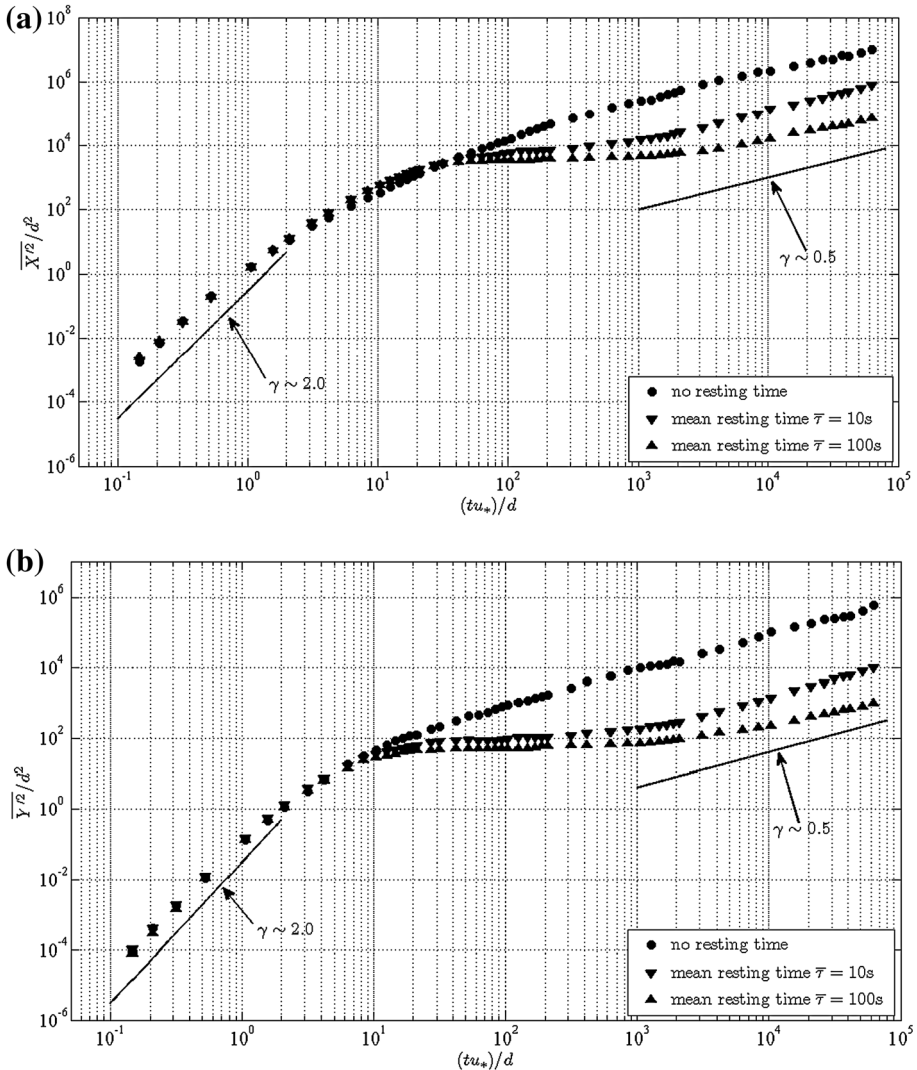 (a)
10^8
10^6
10^4
10^2
10^0
10^-2
10^-4
10^-6
\overline{X'^2}/d^2
γ ∼ 2.0
γ ∼ 0.5
no resting time
mean resting time \overline{τ} = 10s
mean resting time \overline{τ} = 100s
10^-1 10^0 10^1 10^2 10^3 10^4 10^5
(tu_*)/d
(b)
10^6
10^4
10^2
10^0
10^-2
10^-4
10^-6
\overline{Y'^2}/d^2
γ ∼ 2.0
γ ∼ 0.5
no resting time
mean resting time \overline{τ} = 10s
mean resting time \overline{τ} = 100s
10^-1 10^0 10^1 10^2 10^3 10^4 10^5
(tu_*)/d